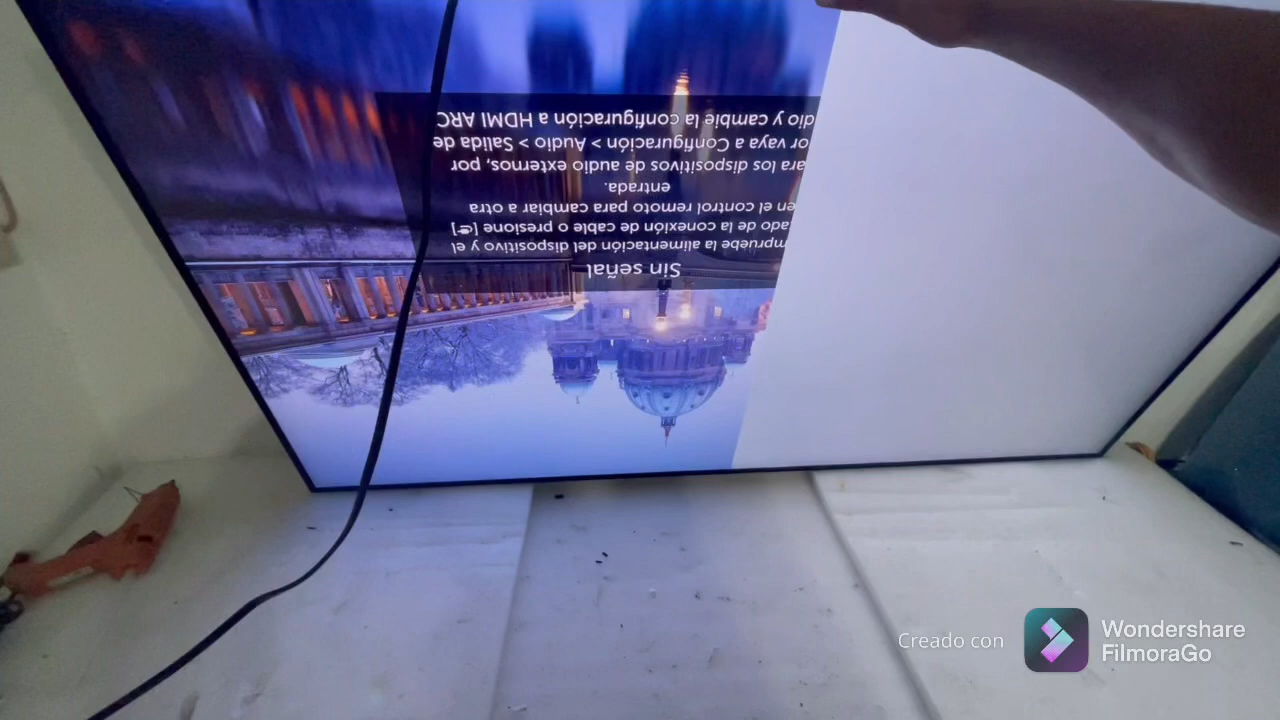 Sin señal
mpruebe la alimentación del dispositivo y el
ado de la conexión de cable o presione []
en el control remoto para cambiar a otra
entrada.
ara los dispositivos de audio externos, por
or vaya a Configuración > Audio > Salida de
dio y cambie la configuración a HDMI ARC
Creado con
Wondershare
FilmoraGo